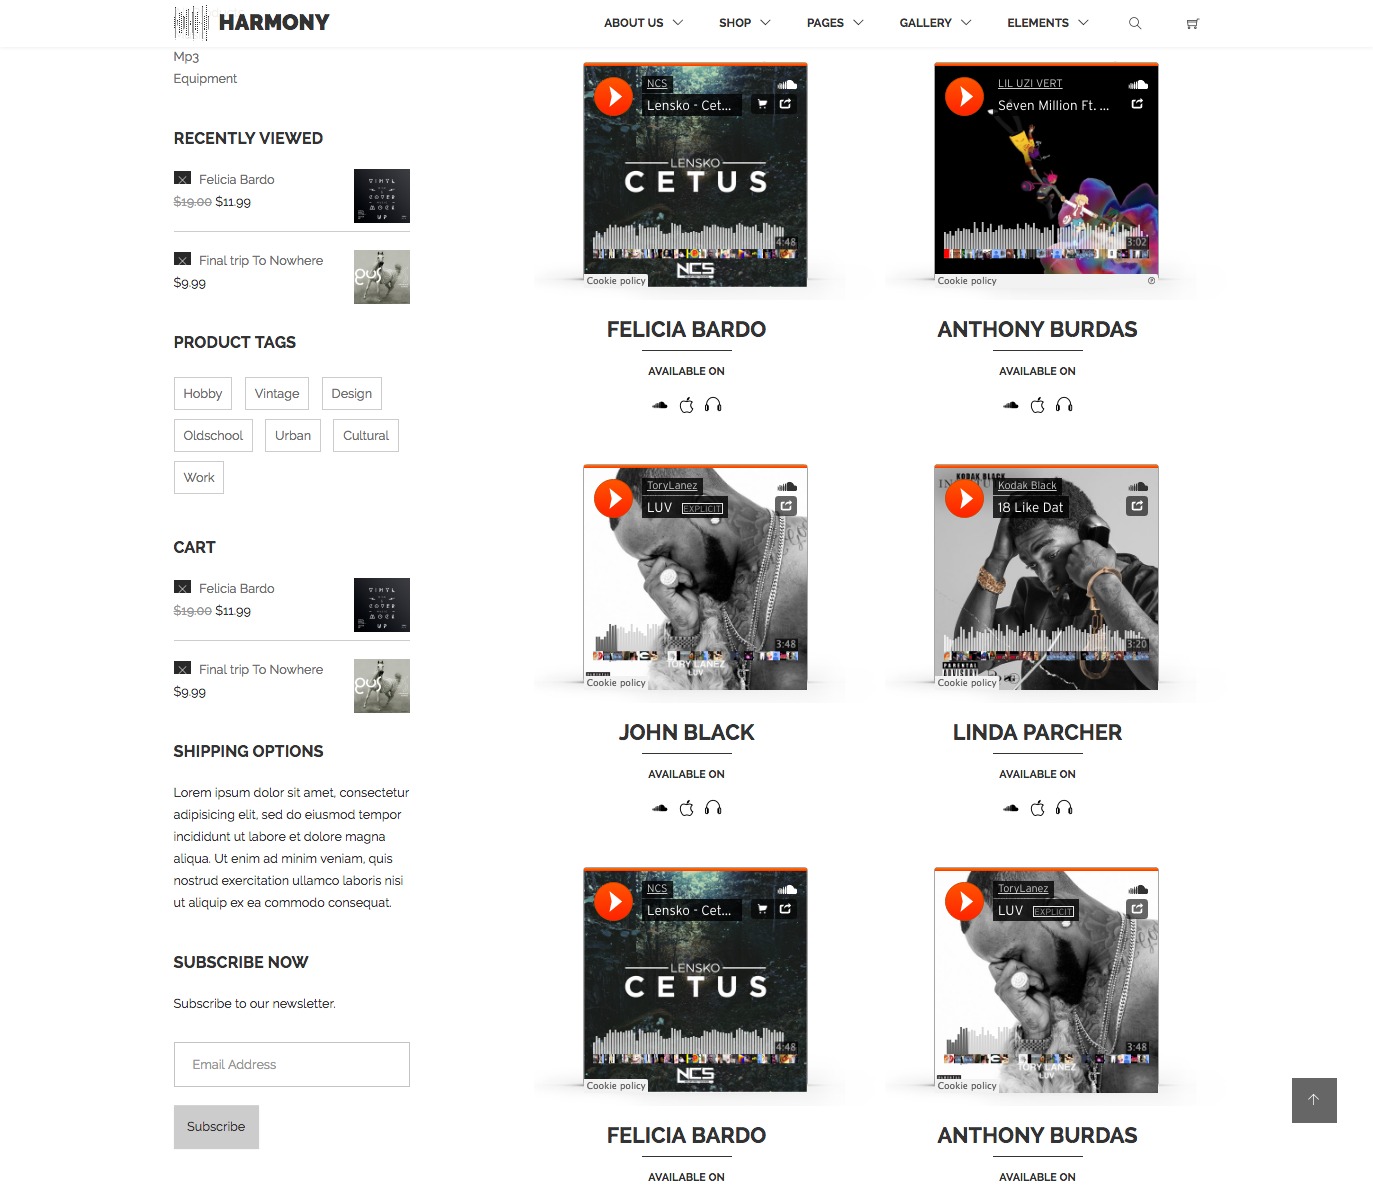 HARMONY
ABOUT US
SHOP
PAGES
GALLERY
ELEMENTS
Mp3
Equipment
RECENTLY VIEWED
Felicia Bardo
$19.00 $11.99
Final trip To Nowhere
$9.99
PRODUCT TAGS
Hobby
Vintage
Design
Oldschool
Urban
Cultural
Work
CART
Felicia Bardo
$19.00 $11.99
Final trip To Nowhere
$9.99
SHIPPING OPTIONS
Lorem ipsum dolor sit amet, consectetur
adipisicing elit, sed do eiusmod tempor
incididunt ut labore et dolore magna
aliqua. Ut enim ad minim veniam, quis
nostrud exercitation ullamco laboris nisi
ut aliquip ex ea commodo consequat.
SUBSCRIBE NOW
Subscribe to our newsletter.
Email Address
Subscribe
NCS
Lensko - Cet...
LENSKO
CETUS
4:48
NCS
Cookie policy
FELICIA BARDO
AVAILABLE ON
LIL UZI VERT
Seven Million Ft. ...
3:02
Cookie policy
ANTHONY BURDAS
AVAILABLE ON
ToryLanez
LUV EXPLICIT
3:48
TORY LANEZ
LUV
Cookie policy
JOHN BLACK
AVAILABLE ON
KODAK BLACK
Kodak Black
18 Like Dat
3:20
PARENTAL
ADVISORY
Cookie policy
LINDA PARCHER
AVAILABLE ON
NCS
Lensko - Cet...
LENSKO
CETUS
4:48
NCS
Cookie policy
FELICIA BARDO
AVAILABLE ON
ToryLanez
LUV EXPLICIT
3:48
TORY LANEZ
LUV
Cookie policy
ANTHONY BURDAS
AVAILABLE ON